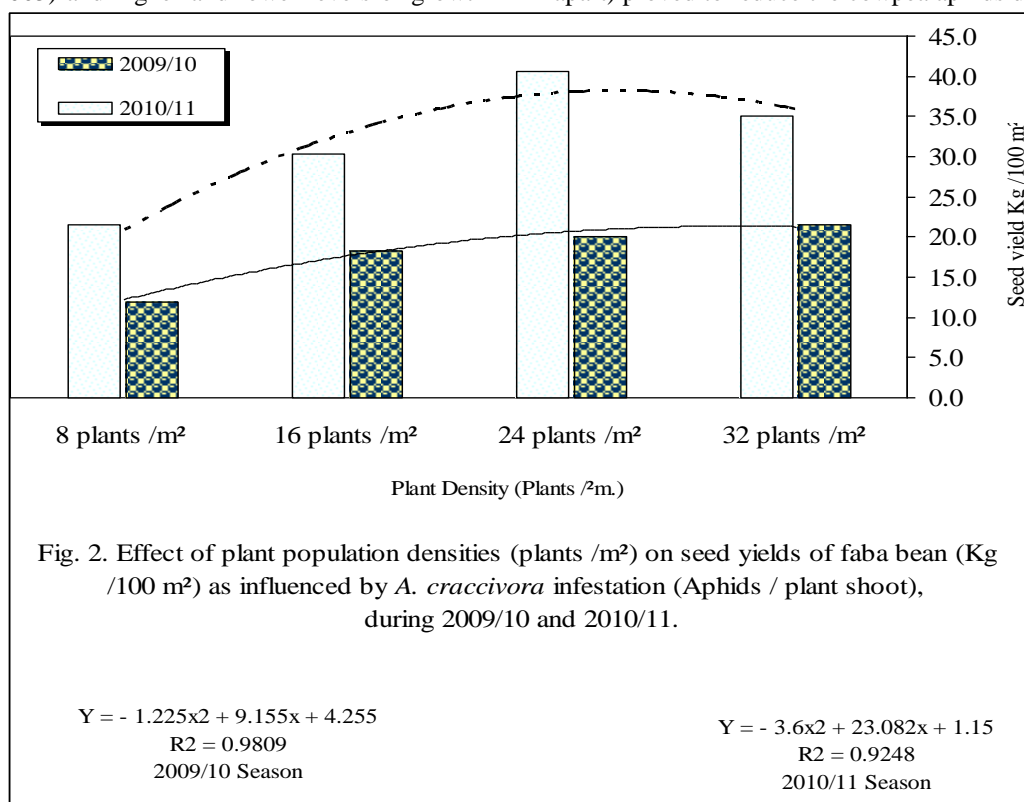 2009/10
2010/11
45.0
40.0
35.0
30.0
25.0
20.0
15.0
10.0
5.0
0.0
Seed yield Kg /100 m²
8 plants /m² 16 plants /m² 24 plants /m² 32 plants /m²
Plant Density (Plants /²m.)
Fig. 2. Effect of plant population densities (plants /m²) on seed yields of faba bean (Kg
/100 m²) as influenced by A. craccivora infestation (Aphids / plant shoot),
during 2009/10 and 2010/11.
Y = - 1.225x2 + 9.155x + 4.255
R2 = 0.9809
2009/10 Season
Y = - 3.6x2 + 23.082x + 1.15
R2 = 0.9248
2010/11 Season